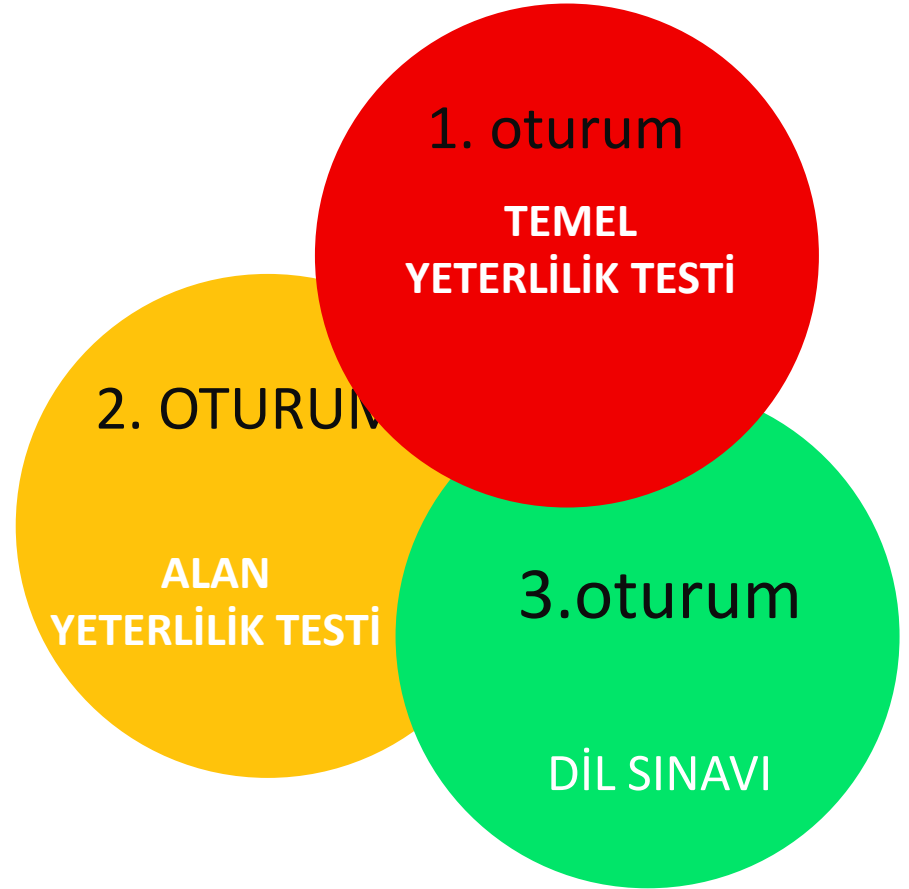 1. oturum
TEMEL
YETERLİLİK TESTİ
2. OTURUM
ALAN
YETERLİLİK TESTİ
3.oturum
DİL SINAVI